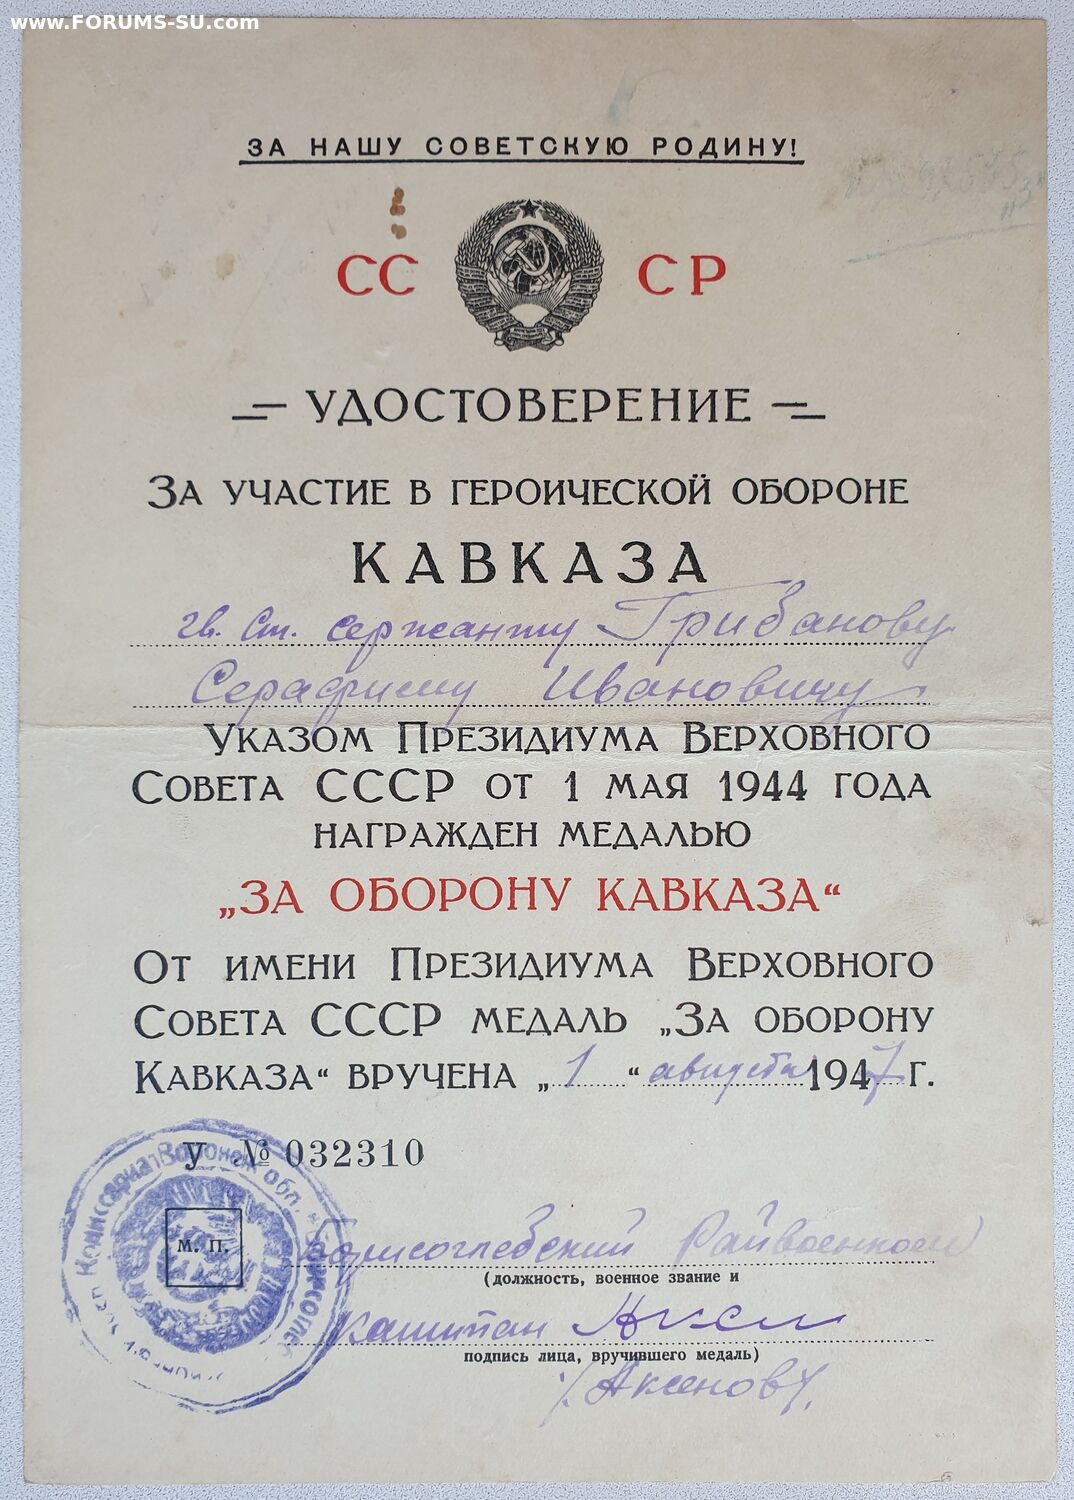 www.FORUMS-SU.com
ЗА НАШУ СОВЕТСКУЮ РОДИНУ!
СС СР
УДОСТОВЕРЕНИЕ
ЗА УЧАСТИЕ В ГЕРОИЧЕСКОЙ ОБОРОНЕ
КАВКАЗА
гв. Ст. сержанту Грибанову
Серафиму Ивановичу
УКАЗОМ ПРЕЗИДИУМА ВЕРХОВНОГО
СОВЕТА СССР ОТ 1 МАЯ 1944 ГОДА
НАГРАЖДЕН МЕДАЛЬЮ
„ЗА ОБОРОНУ КАВКАЗА“
ОТ ИМЕНИ ПРЕЗИДИУМА ВЕРХОВНОГО
СОВЕТА СССР МЕДАЛЬ „ЗА ОБОРОНУ
КАВКАЗА“ ВРУЧЕНА „1“ августа 1947 г.
У № 032310
М. П.
Борисоглебский Райвоенком
(должность, военное звание и
Капитан
подпись лица, вручившего медаль)
/Аксенов/.